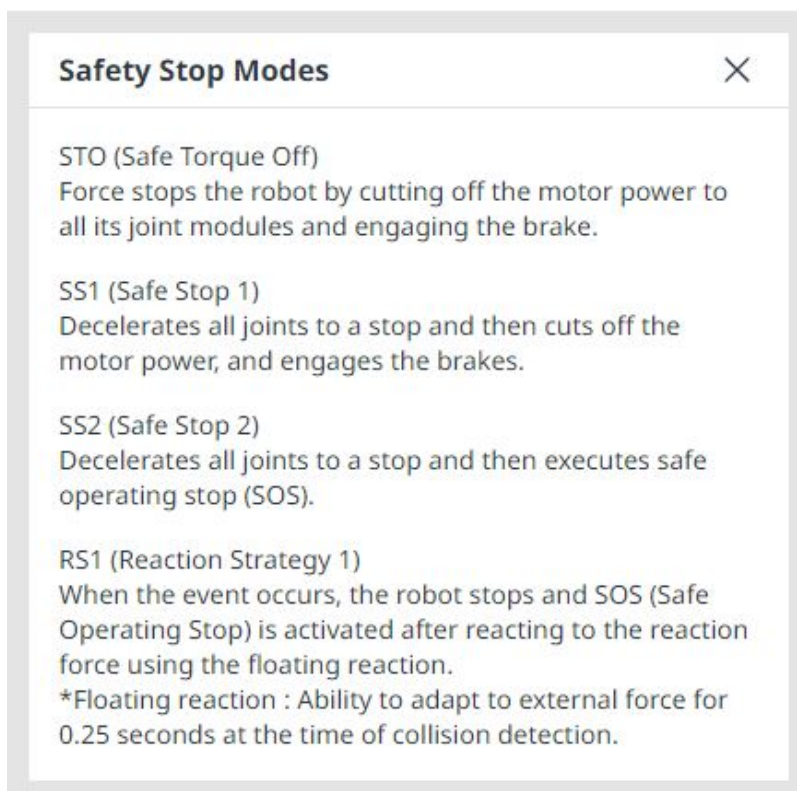 Safety Stop Modes
STO (Safe Torque Off)
Force stops the robot by cutting off the motor power to
all its joint modules and engaging the brake.
SS1 (Safe Stop 1)
Decelerates all joints to a stop and then cuts off the
motor power, and engages the brakes.
SS2 (Safe Stop 2)
Decelerates all joints to a stop and then executes safe
operating stop (SOS).
RS1 (Reaction Strategy 1)
When the event occurs, the robot stops and SOS (Safe
Operating Stop) is activated after reacting to the reaction
force using the floating reaction.
*Floating reaction : Ability to adapt to external force for
0.25 seconds at the time of collision detection.